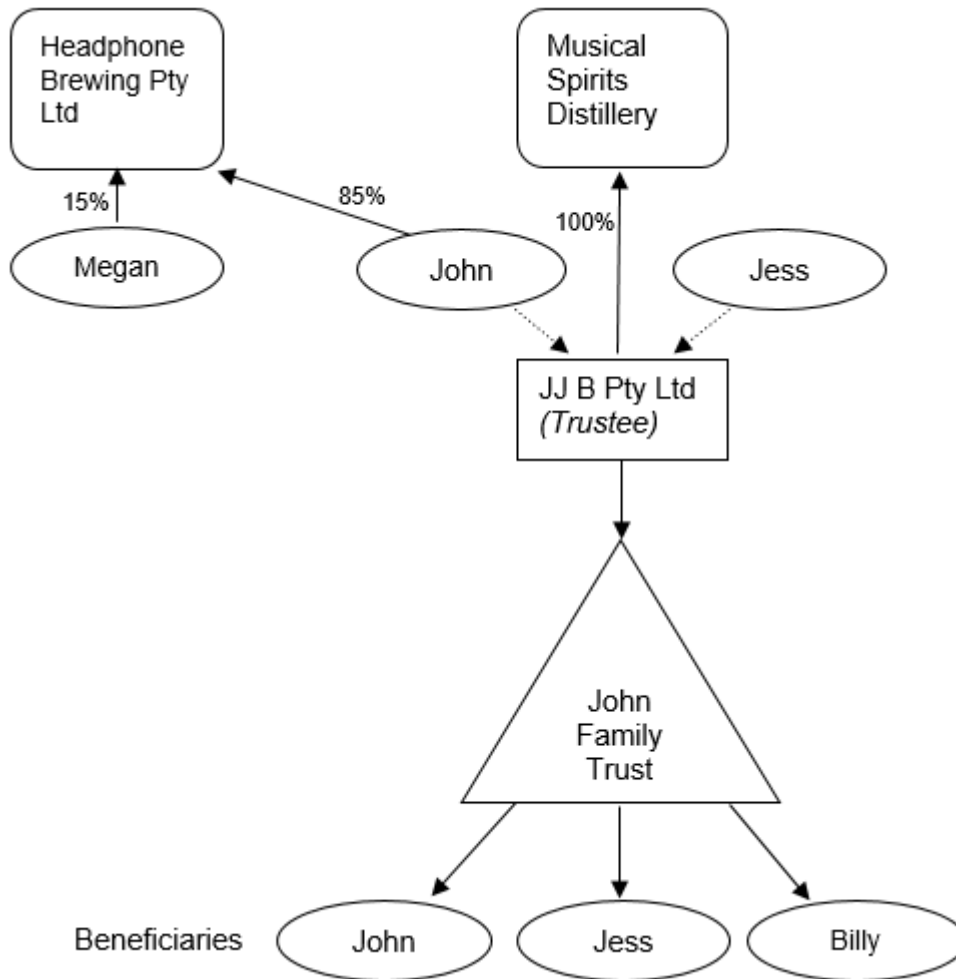 Headphone
Brewing Pty
Ltd
Musical
Spirits
Distillery
15%
85%
100%
Megan
John
Jess
JJ B Pty Ltd
(Trustee)
John
Family
Trust
Beneficiaries
John
Jess
Billy